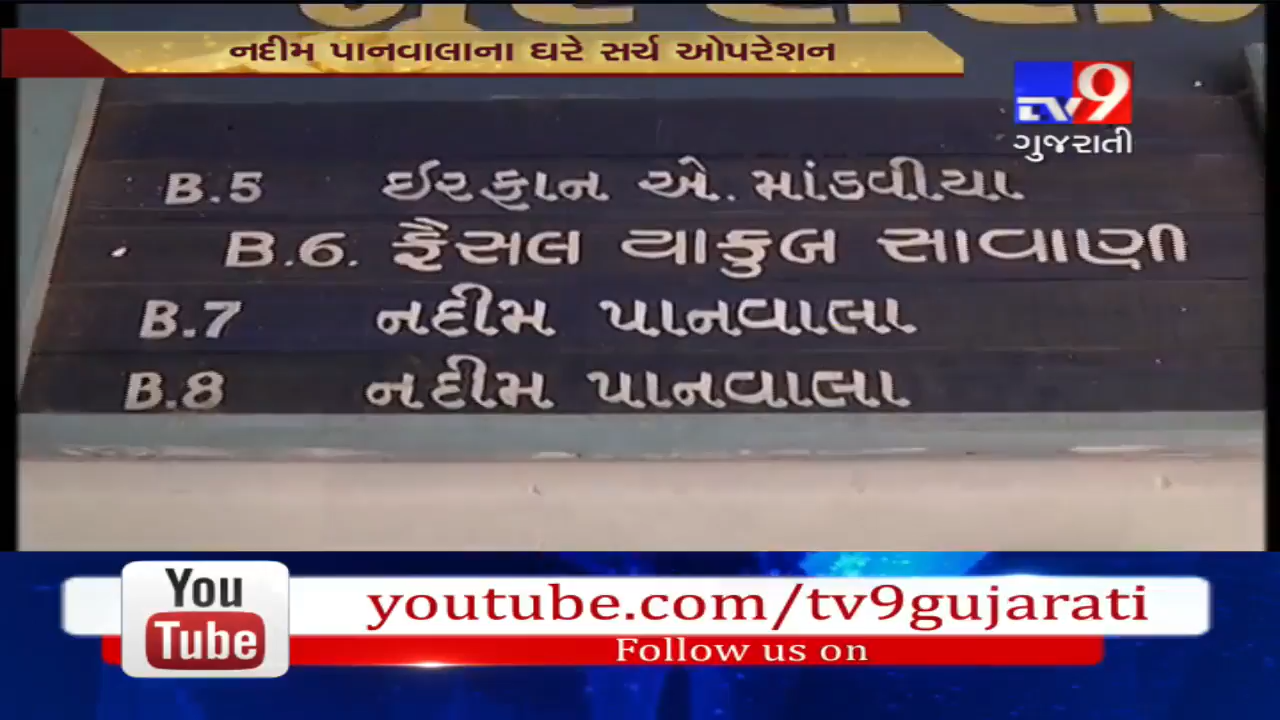 નદીમ પાનવાલાના ઘરે સર્ચ ઓપરેશન
TV9
ગુજરાતી
B.5 ઈરફાન એ. માંડવીયા
B.6. ફૈસલ યાકુબ સાવાણી
B.7 નદીમ પાનવાલા
B.8 નદીમ પાનવાલા
You
Tube
youtube.com/tv9gujarati
Follow us on